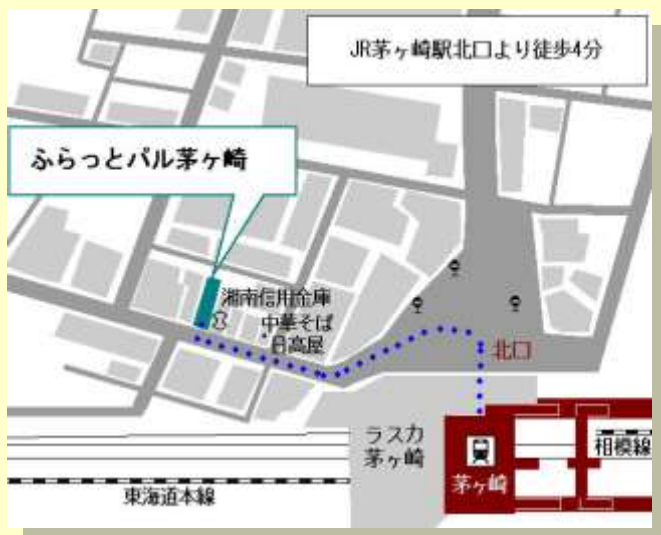 JR茅ヶ崎駅北口より徒歩4分
ふらっとパル茅ヶ崎
湘南信用金庫
中華そば
日高屋
北口
ラスカ
茅ヶ崎
茅ヶ崎
相模線
東海道本線